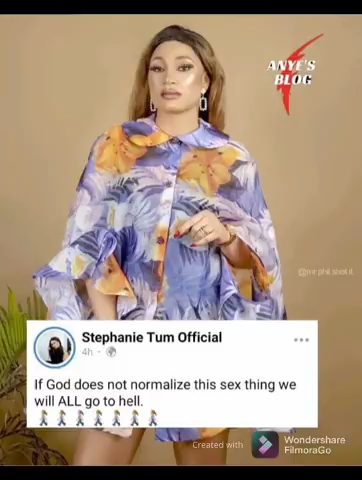 ANYE'S
BLOG
Stephanie Tum Official
4h
If God does not normalize this sex thing we
will ALL go to hell.
Created with
Wondershare
FilmoraGo